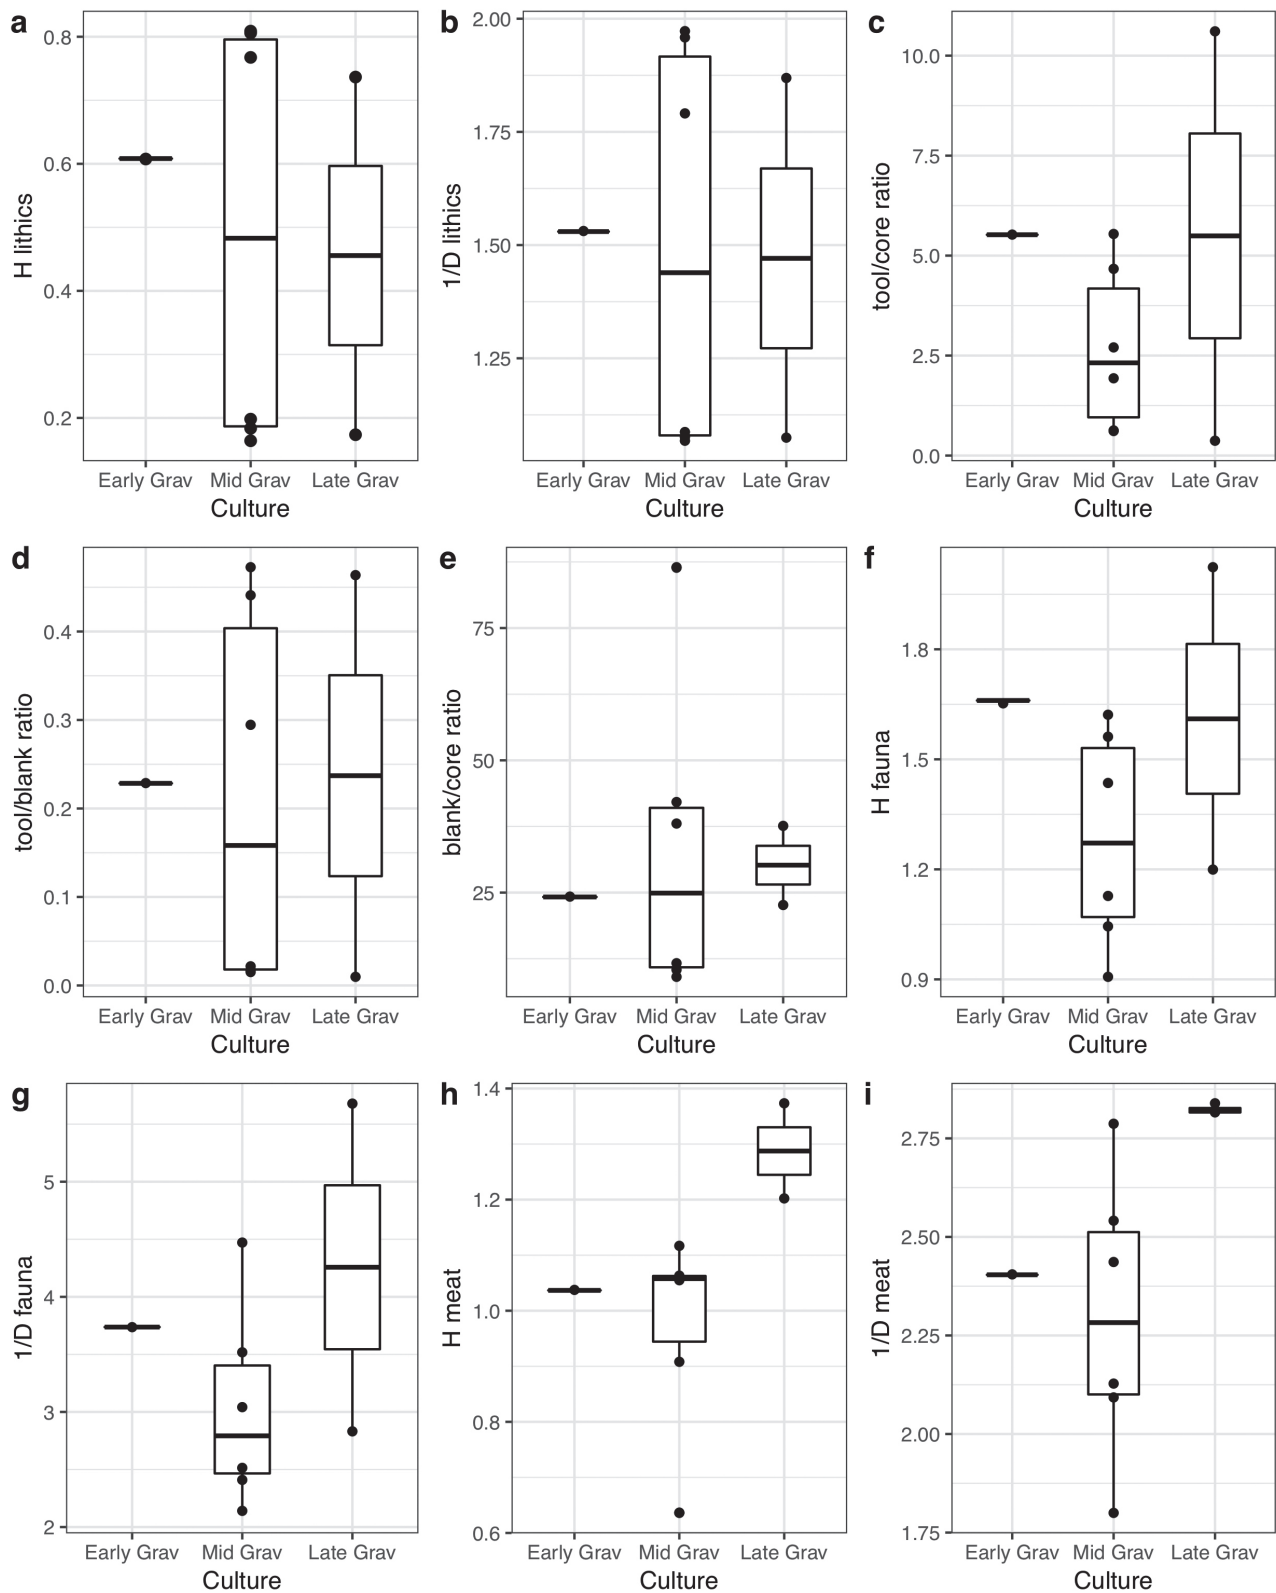 a
0.8
0.6
0.4
0.2
H lithics
Early Grav Mid Grav Late Grav
Culture
b
2.00
1.75
1.50
1.25
1/D lithics
Early Grav Mid Grav Late Grav
Culture
c
10.0
7.5
5.0
2.5
0.0
tool/core ratio
Early Grav Mid Grav Late Grav
Culture
d
0.4
0.3
0.2
0.1
0.0
tool/blank ratio
Early Grav Mid Grav Late Grav
Culture
e
75
50
25
blank/core ratio
Early Grav Mid Grav Late Grav
Culture
f
1.8
1.5
1.2
0.9
H fauna
Early Grav Mid Grav Late Grav
Culture
g
5
4
3
2
1/D fauna
Early Grav Mid Grav Late Grav
Culture
h
1.4
1.2
1.0
0.8
0.6
H meat
Early Grav Mid Grav Late Grav
Culture
i
2.75
2.50
2.25
2.00
1.75
1/D meat
Early Grav Mid Grav Late Grav
Culture